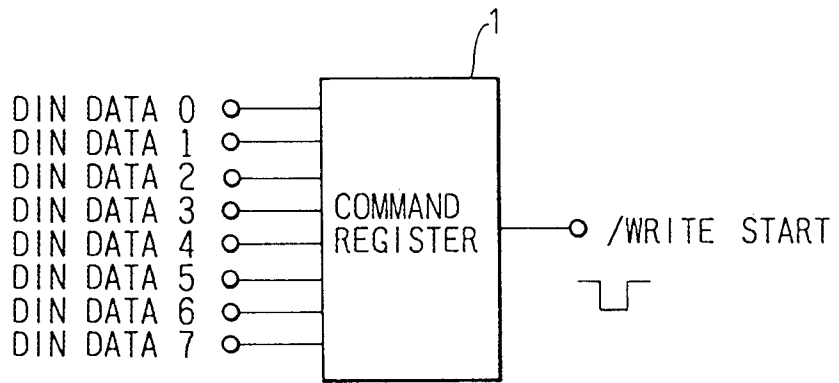 1
DIN DATA 0
DIN DATA 1
DIN DATA 2
DIN DATA 3
DIN DATA 4
DIN DATA 5
DIN DATA 6
DIN DATA 7
COMMAND
REGISTER
/WRITE START